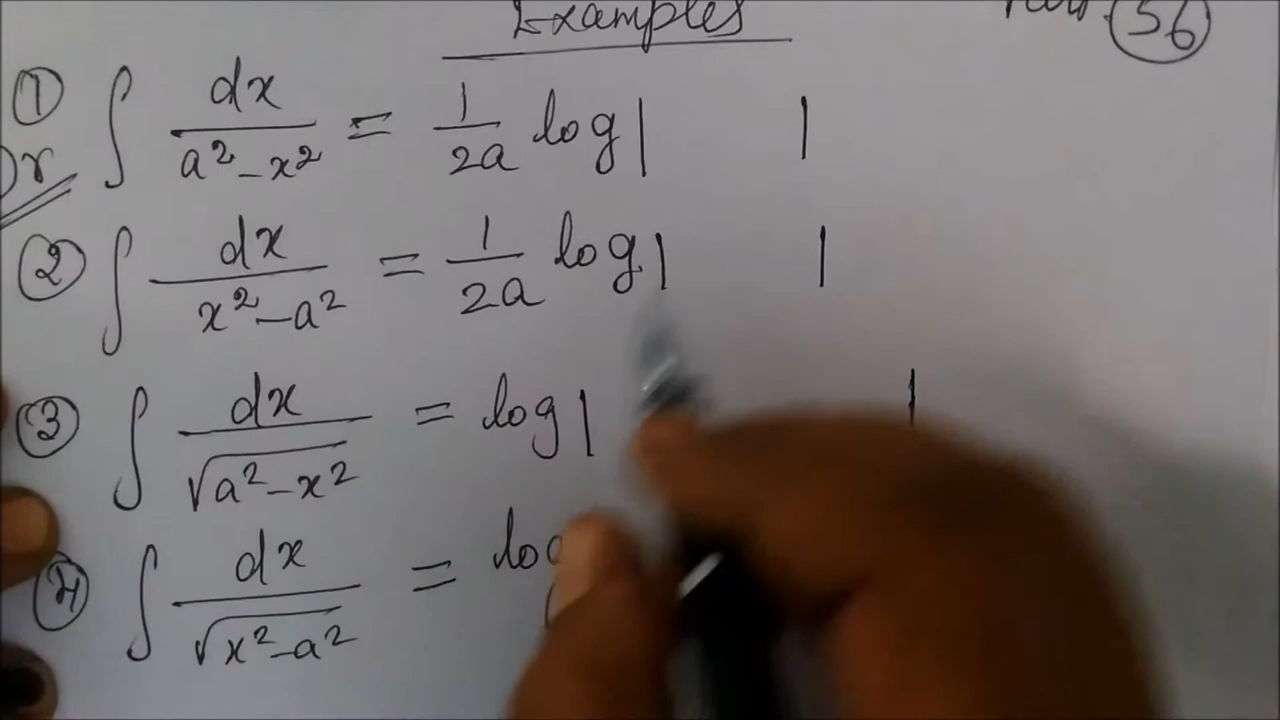 Examples
56
① ∫ dx/(a²-x²) = 1/2a log| |
② ∫ dx/(x²-a²) = 1/2a log| |
③ ∫ dx/√(a²-x²) = log| |
④ ∫ dx/√(x²-a²) = log